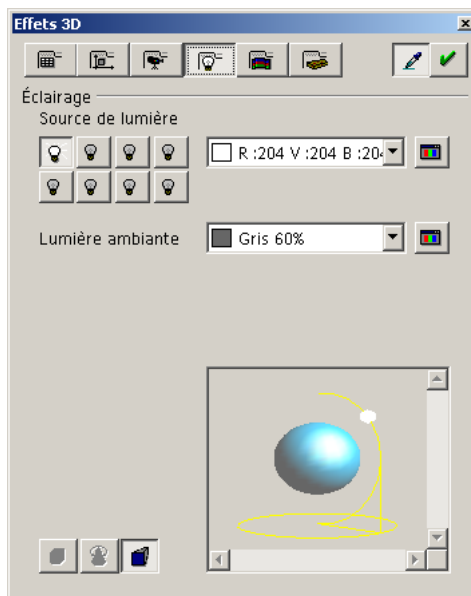 Effets 3D
Éclairage
Source de lumière
R :204 V :204 B :20
Lumière ambiante
Gris 60%